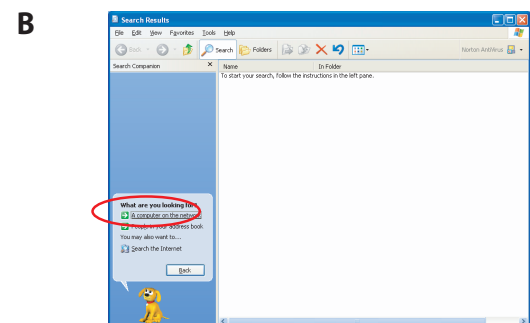 B
Search Results
File Edit View Favorites Tools Help
Back Search Folders Norton AntiVirus
Search Companion Name In Folder
To start your search, follow the instructions in the left pane.
What are you looking for?
A computer on the network
People in your address book
You may also want to...
Search the Internet
Back